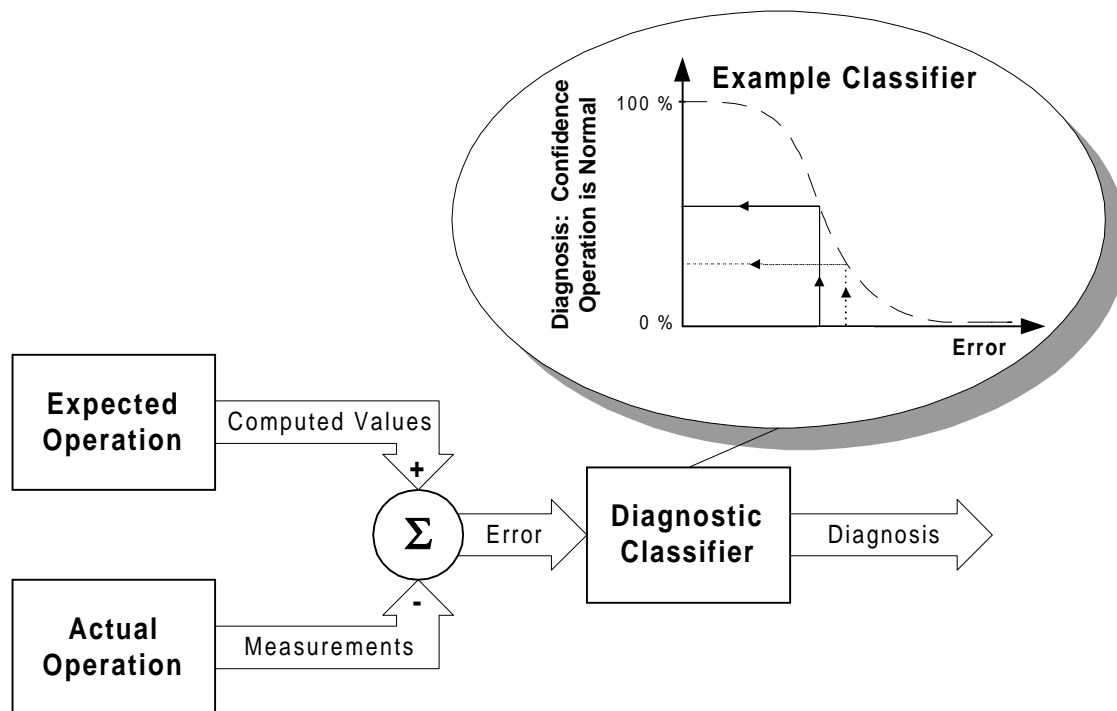 Example Classifier
Diagnosis: Confidence
Operation is Normal
100 %
0 %
Error
Expected
Operation
Computed Values
+
Σ
Error
Diagnostic
Classifier
Diagnosis
-
Actual
Operation
Measurements